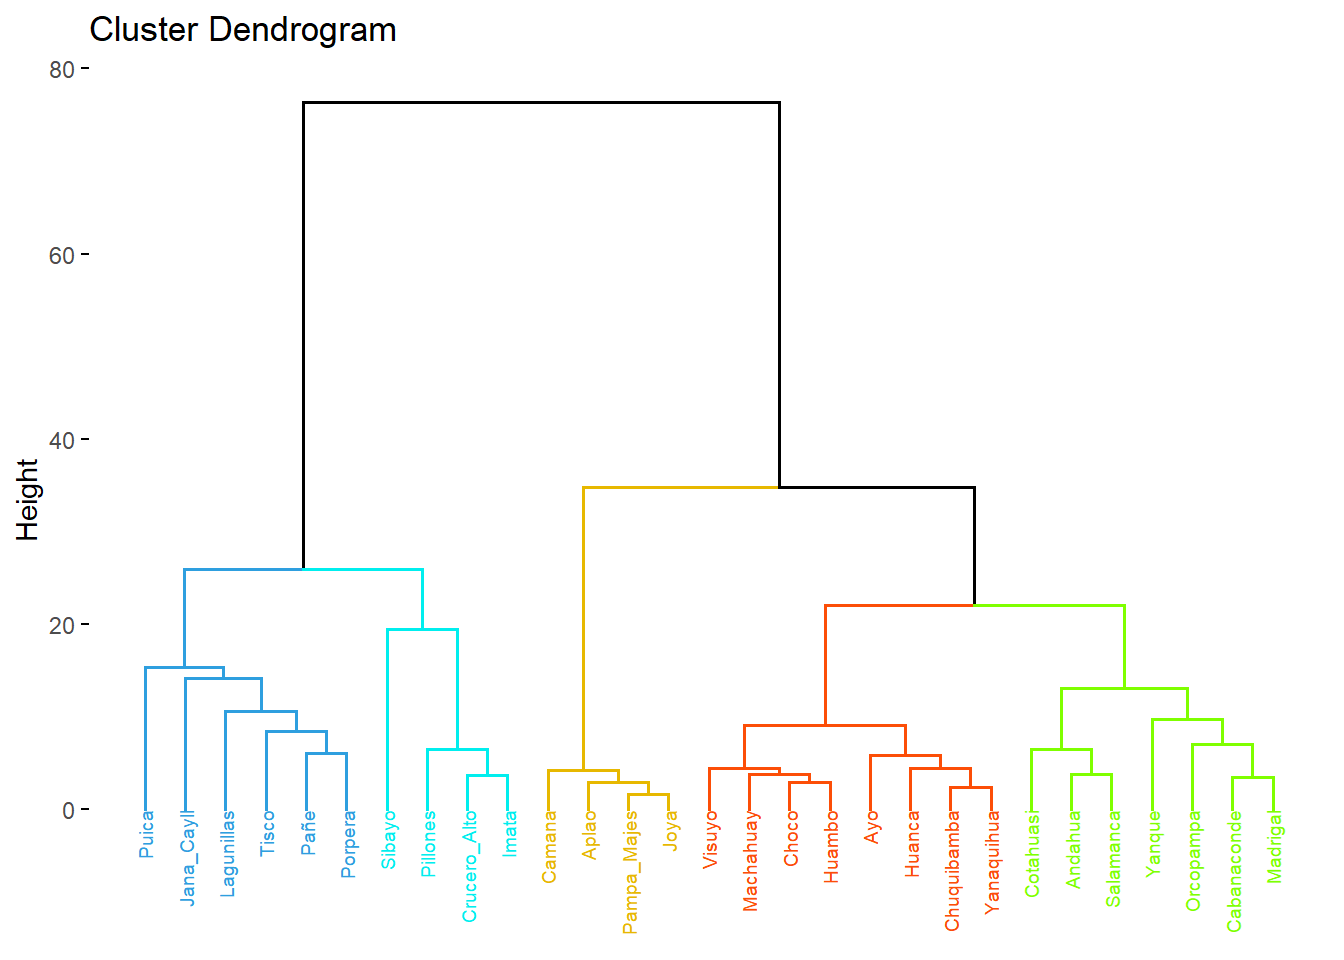 Cluster Dendrogram
Height
80
60
40
20
0
Puica
Jana_Cayll
Lagunillas
Tisco
Pañe
Porpera
Sibayo
Pillones
Crucero_Alto
Imata
Camana
Aplao
Pampa_Majes
Joya
Visuyo
Machahuay
Choco
Huambo
Ayo
Huanca
Chuquibamba
Yanaquihua
Cotahuasi
Andahua
Salamanca
Yanque
Orcopampa
Cabanaconde
Madrigal